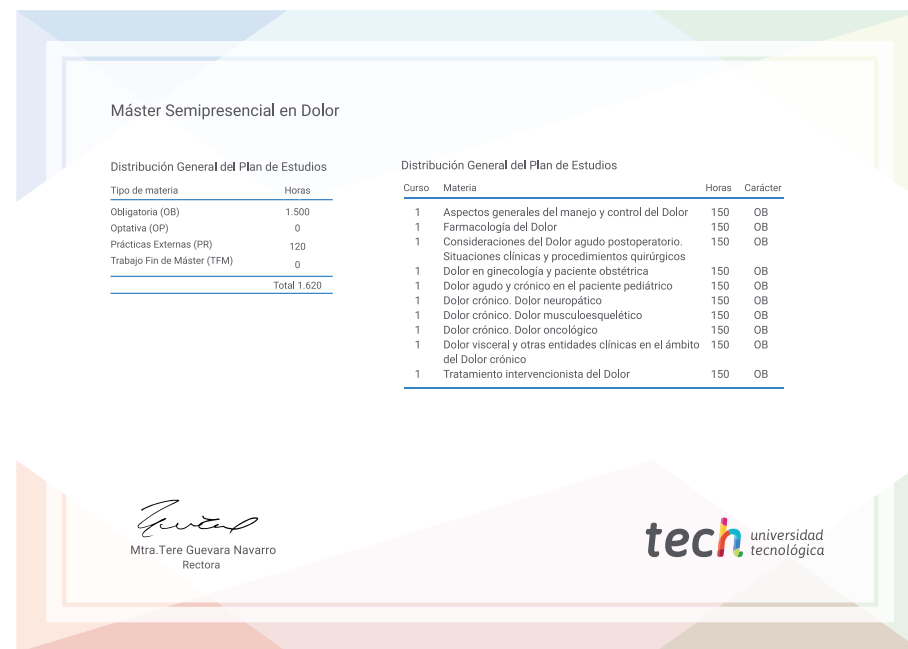 Máster Semipresencial en Dolor
Distribución General del Plan de Estudios
Tipo de materia Horas
Obligatoria (OB) 1.500
Optativa (OP) 0
Prácticas Externas (PR) 120
Trabajo Fin de Máster (TFM) 0
Total 1.620
Distribución General del Plan de Estudios
Curso Materia Horas Carácter
1 Aspectos generales del manejo y control del Dolor 150 OB
1 Farmacología del Dolor 150 OB
1 Consideraciones del Dolor agudo postoperatorio. 150 OB
Situaciones clínicas y procedimientos quirúrgicos
1 Dolor en ginecología y paciente obstétrica 150 OB
1 Dolor agudo y crónico en el paciente pediátrico 150 OB
1 Dolor crónico. Dolor neuropático 150 OB
1 Dolor crónico. Dolor musculoesquelético 150 OB
1 Dolor crónico. Dolor oncológico 150 OB
1 Dolor visceral y otras entidades clínicas en el ámbito 150 OB
del Dolor crónico
1 Tratamiento intervencionista del Dolor 150 OB
Mtra.Tere Guevara Navarro
Rectora
tech universidad
tecnológica